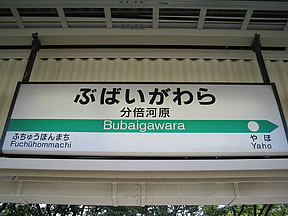 ぶばいがわら
分倍河原
Bubaigawara
ふちゅうほんまち
Fuchūhommachi
やほ
Yaho